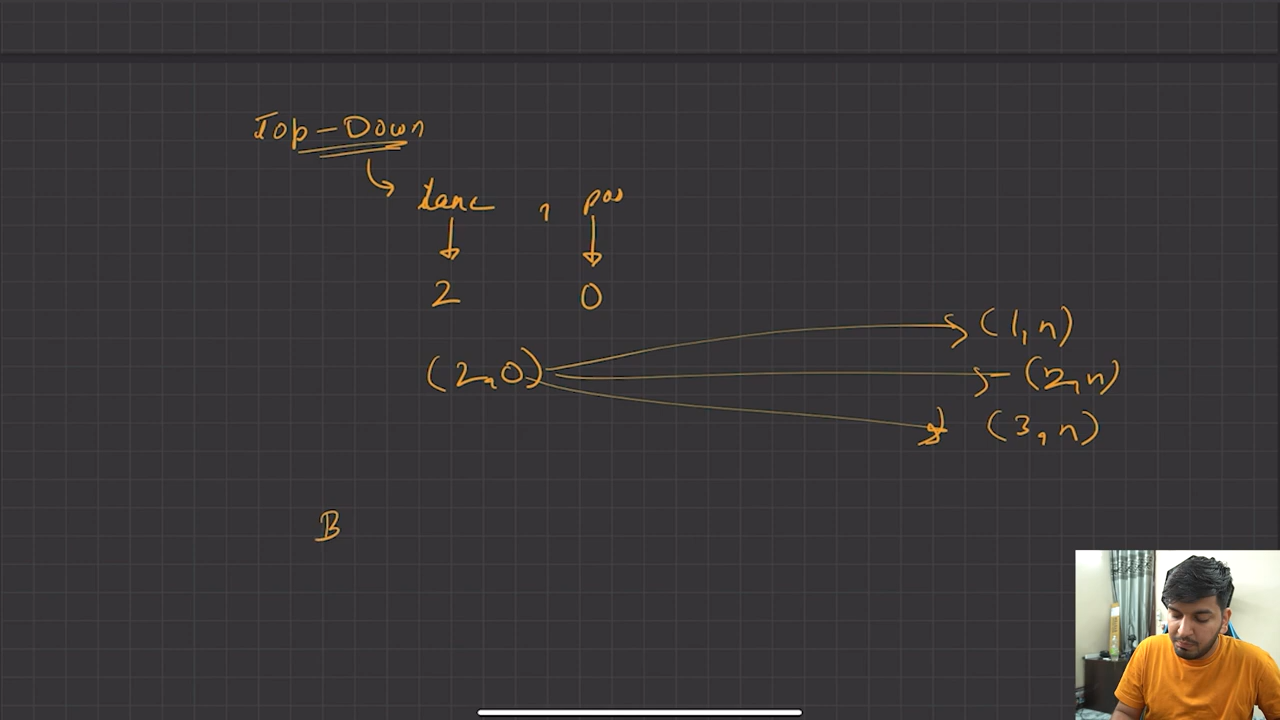 Top-Down
lane , pos
2 0
(1,n)
(2,0) (2,n)
(3,n)
B